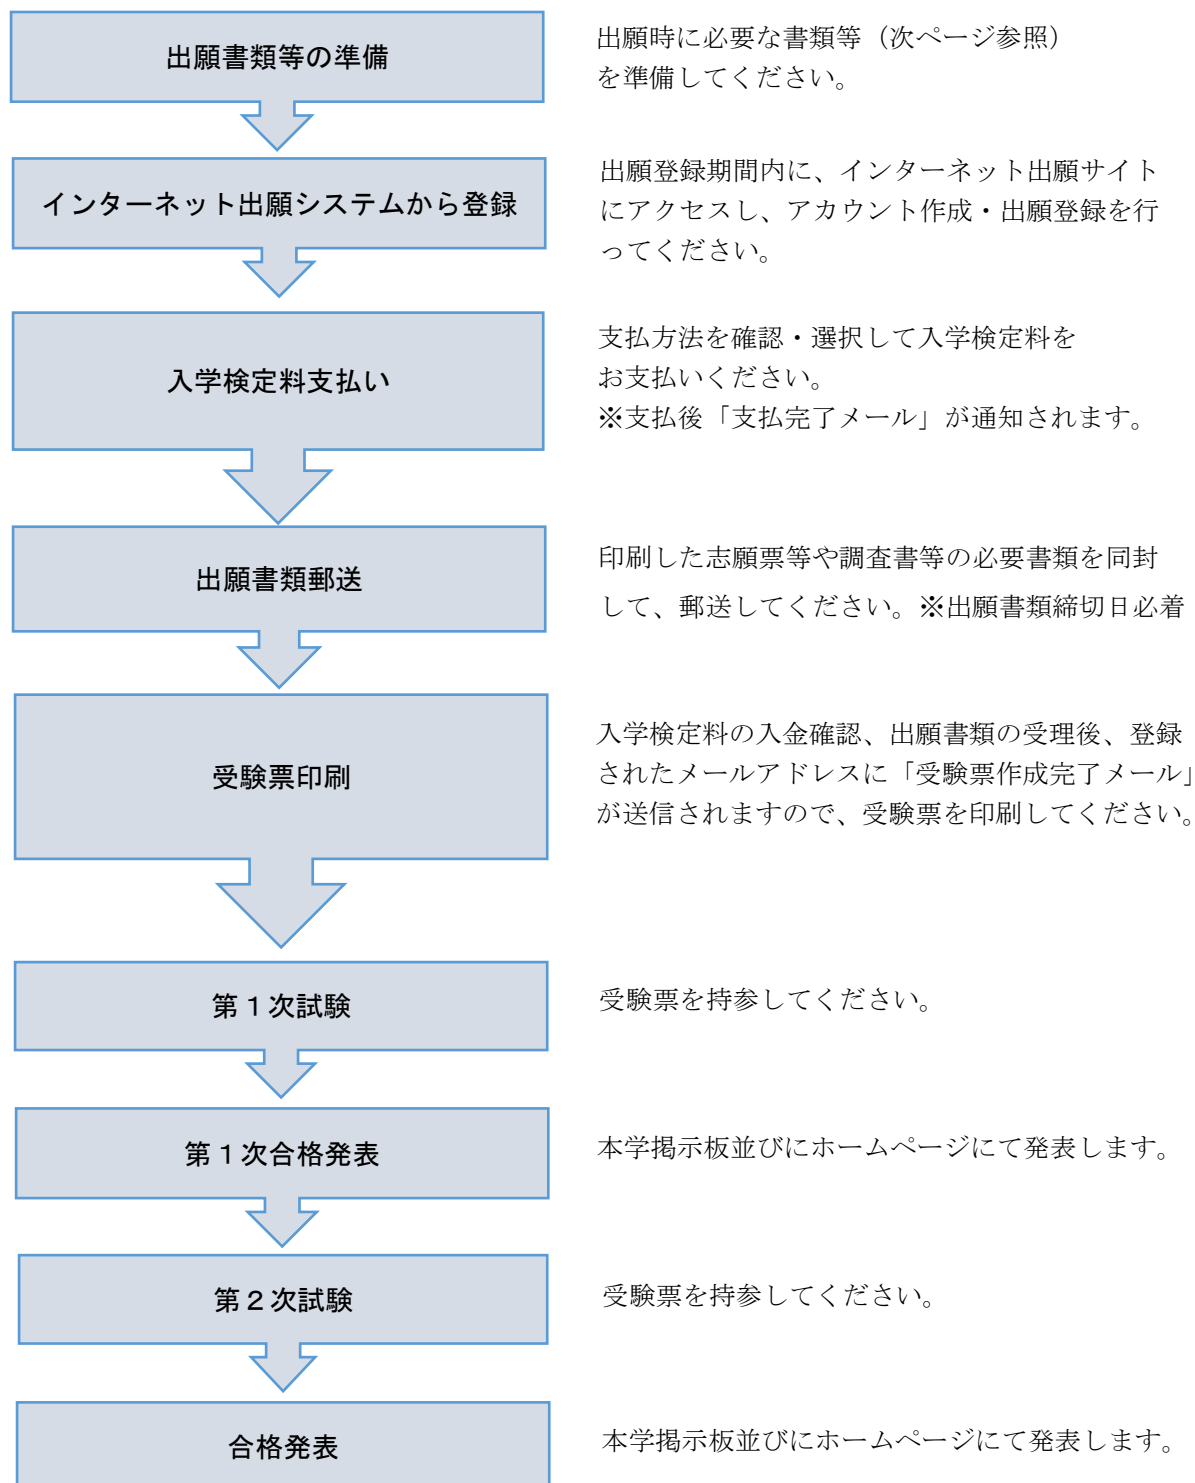 出願書類等の準備
出願時に必要な書類等（次ページ参照）
を準備してください。
インターネット出願システムから登録
出願登録期間内に、インターネット出願サイト
にアクセスし、アカウント作成・出願登録を行
ってください。
入学検定料支払い
支払方法を確認・選択して入学検定料を
お支払いください。
※支払後「支払完了メール」が通知されます。
出願書類郵送
印刷した志願票等や調査書等の必要書類を同封
して、郵送してください。※出願書類締切日必着
受験票印刷
入学検定料の入金確認、出願書類の受理後、登録
されたメールアドレスに「受験票作成完了メール」
が送信されますので、受験票を印刷してください。
第１次試験
受験票を持参してください。
第１次合格発表
本学掲示板並びにホームページにて発表します。
第２次試験
受験票を持参してください。
合格発表
本学掲示板並びにホームページにて発表します。